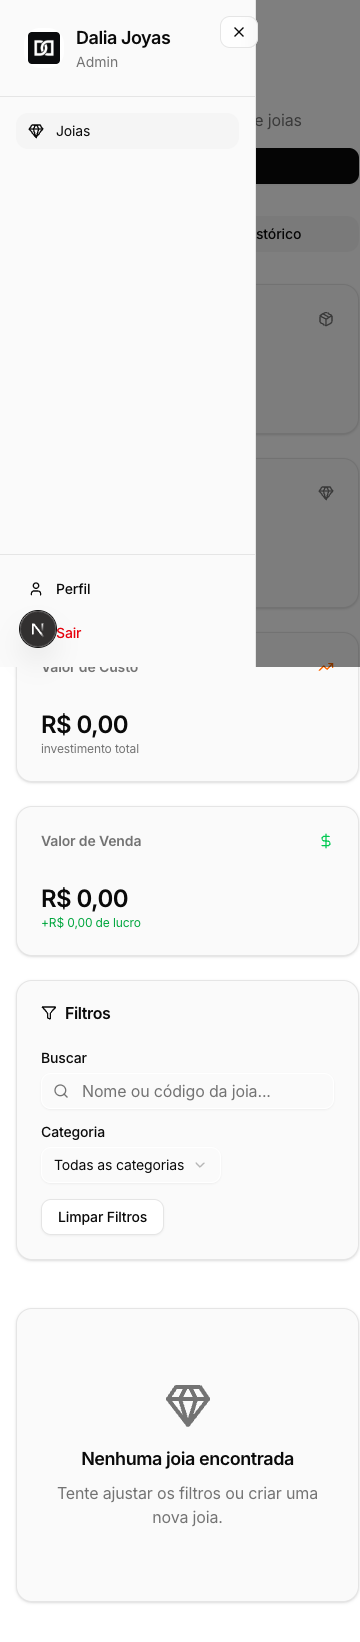 Dalia Joyas
Admin
e joias
Joias
stórico
Perfil
Sair
Valor de Custo
R$ 0,00
investimento total
Valor de Venda
R$ 0,00
+R$ 0,00 de lucro
Filtros
Buscar
Nome ou código da joia...
Categoria
Todas as categorias
Limpar Filtros
Nenhuma joia encontrada
Tente ajustar os filtros ou criar uma
nova joia.